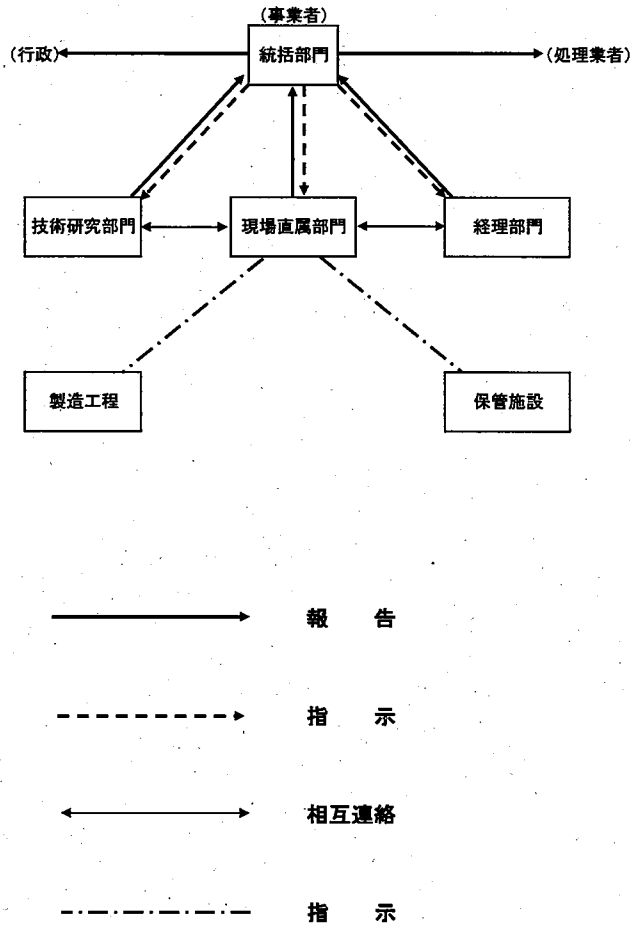 (事業者)
(行政)
統括部門
(処理業者)
技術研究部門
現場直属部門
経理部門
製造工程
保管施設
報　告
指　示
相互連絡
指　示